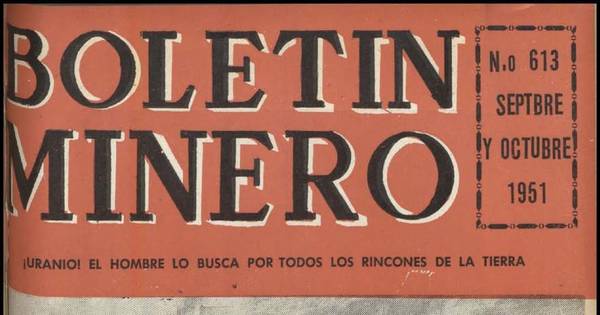 BOLETIN
MINERO
N.o 613
SEPTBRE
Y OCTUBRE
1951
¡URANIO! EL HOMBRE LO BUSCA POR TODOS LOS RINCONES DE LA TIERRA